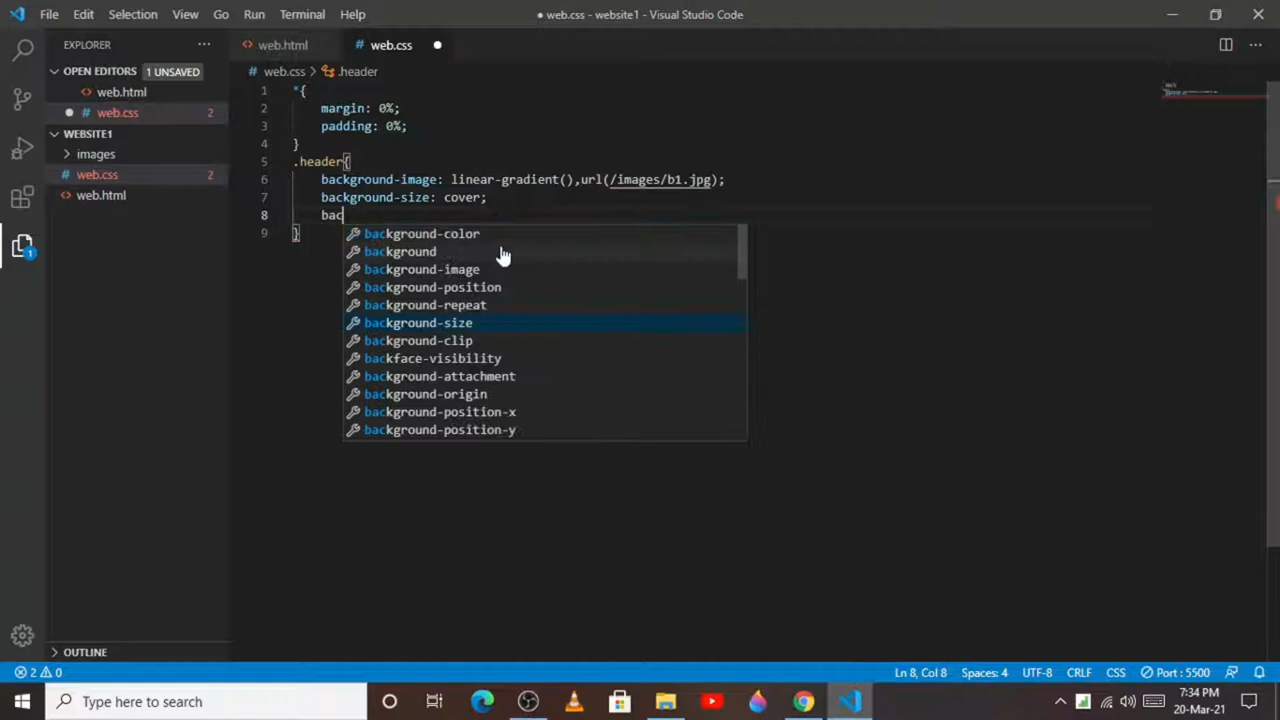 File Edit Selection View Go Run Terminal Help
● web.css - website1 - Visual Studio Code
EXPLORER ···
web.html
# web.css ●
OPEN EDITORS 1 UNSAVED
web.html
● # web.css 2
WEBSITE1
images
# web.css 2
web.html
# web.css > .header
1 *{
2 margin: 0%;
3 padding: 0%;
4 }
5 .header{
6 background-image: linear-gradient(),url(/images/b1.jpg);
7 background-size: cover;
8 bac
9 }
background-color
background
background-image
background-position
background-repeat
background-size
background-clip
backface-visibility
background-attachment
background-origin
background-position-x
background-position-y
1
OUTLINE
2 0
Ln 8, Col 8 Spaces: 4 UTF-8 CRLF CSS Port : 5500
Type here to search
7:34 PM
20-Mar-21